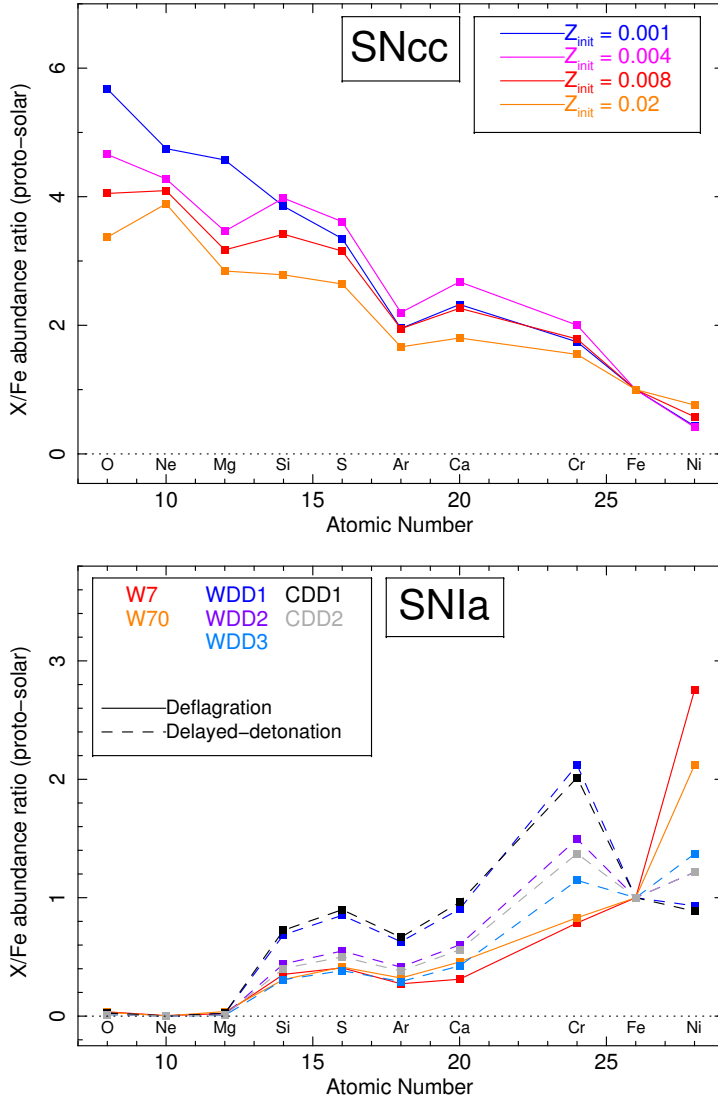 SNcc
Z_init = 0.001
Z_init = 0.004
Z_init = 0.008
Z_init = 0.02
X/Fe abundance ratio (proto−solar)
6
4
2
0
O Ne Mg Si S Ar Ca Cr Fe Ni
10 15 20 25
Atomic Number
SNIa
W7 WDD1 CDD1
W70 WDD2 CDD2
WDD3
Deflagration
Delayed−detonation
X/Fe abundance ratio (proto−solar)
3
2
1
0
O Ne Mg Si S Ar Ca Cr Fe Ni
10 15 20 25
Atomic Number